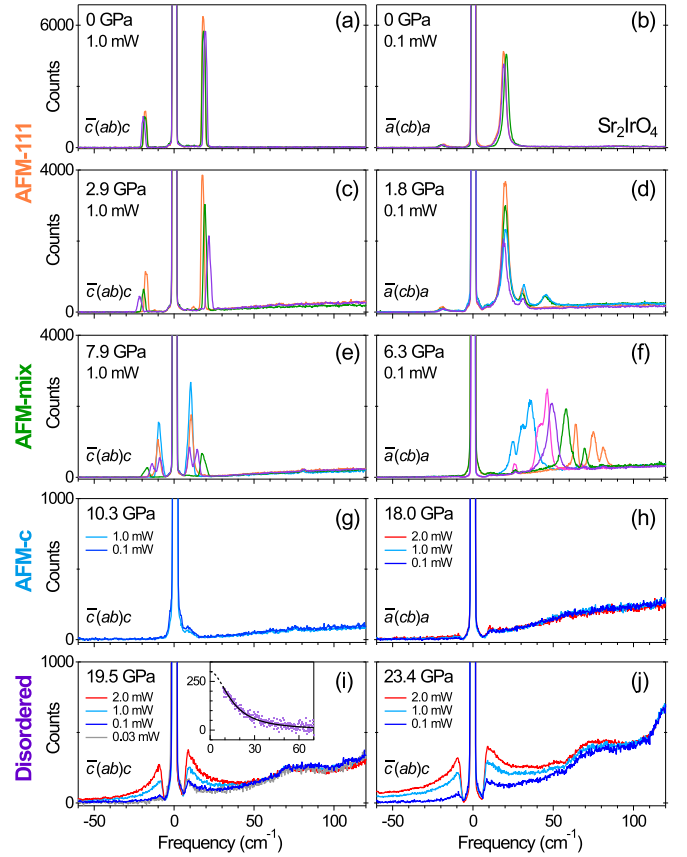 0 GPa
1.0 mW
(a)
c̅(ab)c
6000
0
Counts
0 GPa
0.1 mW
(b)
a̅(cb)a
Sr₂IrO₄
AFM-111
2.9 GPa
1.0 mW
(c)
c̅(ab)c
4000
0
Counts
1.8 GPa
0.1 mW
(d)
a̅(cb)a
AFM-mix
7.9 GPa
1.0 mW
(e)
c̅(ab)c
4000
0
Counts
6.3 GPa
0.1 mW
(f)
a̅(cb)a
AFM-c
10.3 GPa
(g)
1.0 mW
0.1 mW
c̅(ab)c
1000
0
Counts
18.0 GPa
(h)
2.0 mW
1.0 mW
0.1 mW
a̅(cb)a
Disordered
19.5 GPa
(i)
2.0 mW
1.0 mW
0.1 mW
0.03 mW
c̅(ab)c
1000
0
Counts
250
0
0 30 60
23.4 GPa
(j)
2.0 mW
1.0 mW
0.1 mW
c̅(ab)c
-50 0 50 100
Frequency (cm⁻¹)
-50 0 50 100
Frequency (cm⁻¹)